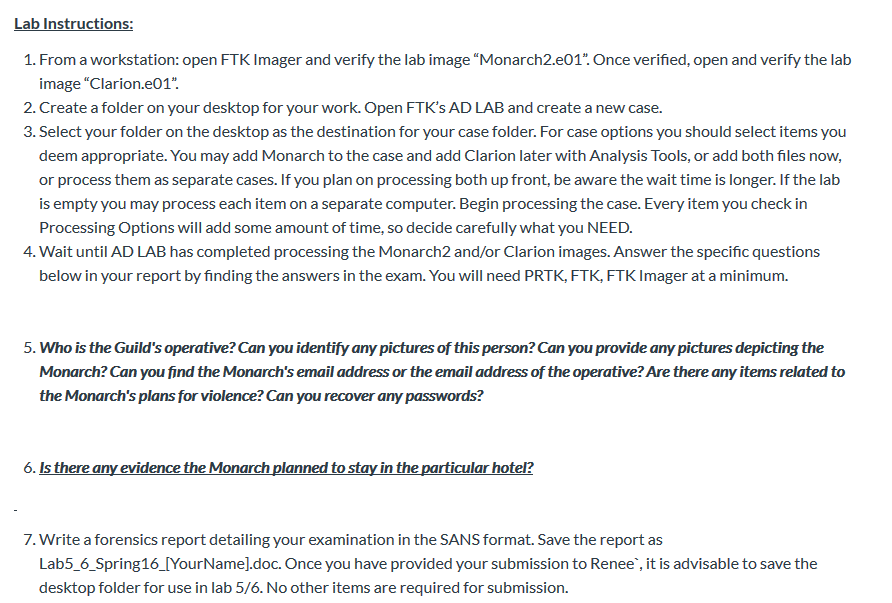 Lab Instructions:
1. From a workstation: open FTK Imager and verify the lab image “Monarch2.e01”. Once verified, open and verify the lab
image “Clarion.e01”.
2. Create a folder on your desktop for your work. Open FTK’s AD LAB and create a new case.
3. Select your folder on the desktop as the destination for your case folder. For case options you should select items you
deem appropriate. You may add Monarch to the case and add Clarion later with Analysis Tools, or add both files now,
or process them as separate cases. If you plan on processing both up front, be aware the wait time is longer. If the lab
is empty you may process each item on a separate computer. Begin processing the case. Every item you check in
Processing Options will add some amount of time, so decide carefully what you NEED.
4. Wait until AD LAB has completed processing the Monarch2 and/or Clarion images. Answer the specific questions
below in your report by finding the answers in the exam. You will need PRTK, FTK, FTK Imager at a minimum.
5. Who is the Guild's operative? Can you identify any pictures of this person? Can you provide any pictures depicting the
Monarch? Can you find the Monarch's email address or the email address of the operative? Are there any items related to
the Monarch's plans for violence? Can you recover any passwords?
6. Is there any evidence the Monarch planned to stay in the particular hotel?
-
7. Write a forensics report detailing your examination in the SANS format. Save the report as
Lab5_6_Spring16_[YourName].doc. Once you have provided your submission to Renee`, it is advisable to save the
desktop folder for use in lab 5/6. No other items are required for submission.